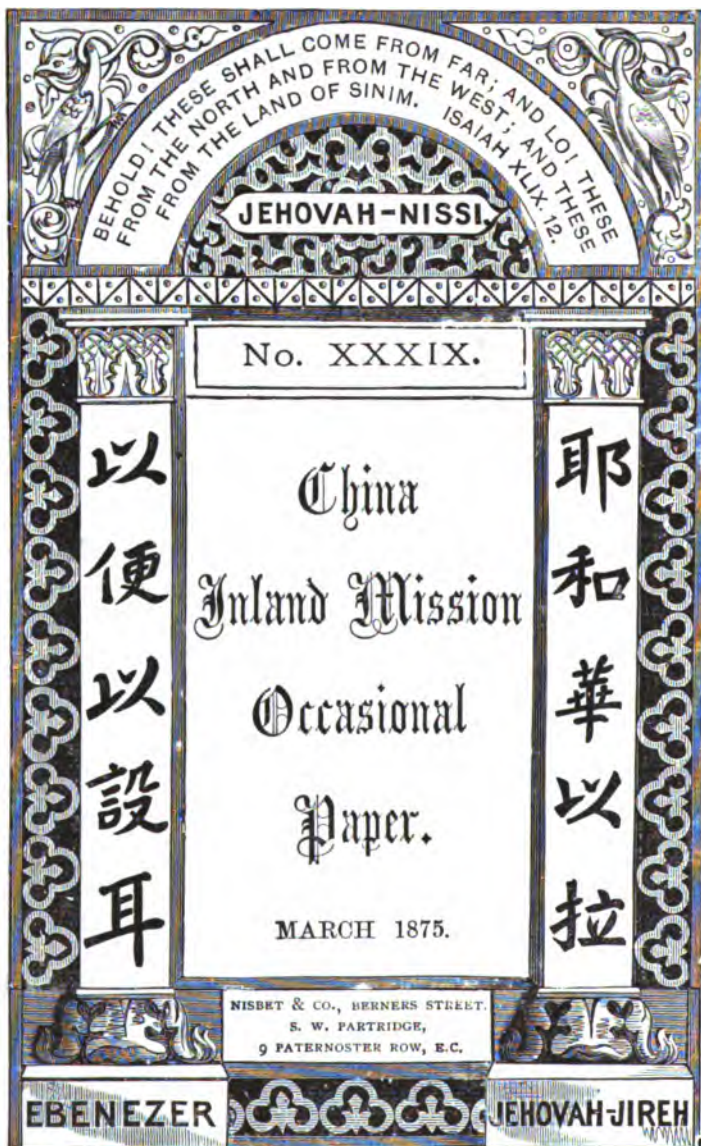 BEHOLD! THESE SHALL COME FROM FAR; AND LO! THESE
FROM THE NORTH AND FROM THE WEST; AND THESE
FROM THE LAND OF SINIM. ISAIAH XLIX. 12.
JEHOVAH-NISSI.
No. XXXIX.
耶和華以拉
以便以設耳
China
Inland Mission
Occasional
Paper.
MARCH 1875.
NISBET & CO., BERNERS STREET.
S. W. PARTRIDGE,
9 PATERNOSTER ROW, E.C.
EBENEZER
JEHOVAH-JIREH